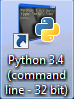 Python 3.4
(command
line - 32 bit)